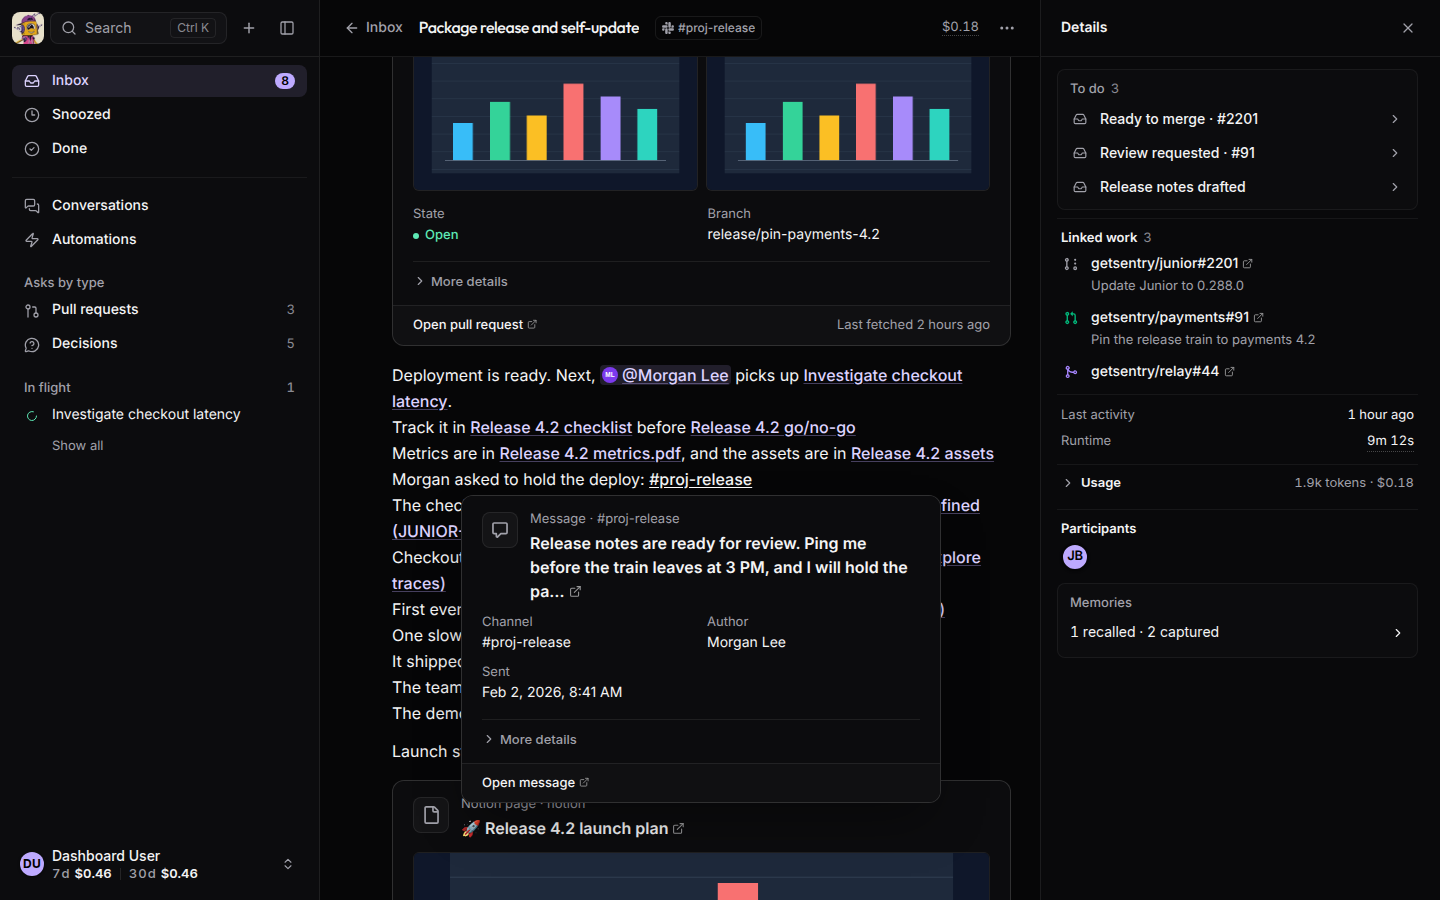 Search
Ctrl K
Inbox
8
Snoozed
Done
Conversations
Automations
Asks by type
Pull requests
3
Decisions
5
In flight
1
Investigate checkout latency
Show all
DU
Dashboard User
7d $0.46
30d $0.46
Inbox
Package release and self-update
#proj-release
$0.18
State
Branch
Open
release/pin-payments-4.2
More details
Open pull request
Last fetched 2 hours ago
Deployment is ready. Next, ML @Morgan Lee picks up Investigate checkout
latency.
Track it in Release 4.2 checklist before Release 4.2 go/no-go
Metrics are in Release 4.2 metrics.pdf, and the assets are in Release 4.2 assets
Morgan asked to hold the deploy: #proj-release
The
fined
(JUNIOR-
Checkout
traces)
First
One slow
It shipped
The team
The
Launch
Message · #proj-release
Release notes are ready for review. Ping me
before the train leaves at 3 PM, and I will hold the
pa...
Channel
Author
#proj-release
Morgan Lee
Sent
Feb 2, 2026, 8:41 AM
More details
Open message
Notion page · notion
🚀 Release 4.2 launch plan
Details
To do 3
Ready to merge · #2201
Review requested · #91
Release notes drafted
Linked work 3
getsentry/junior#2201
Update Junior to 0.288.0
getsentry/payments#91
Pin the release train to payments 4.2
getsentry/relay#44
Last activity
1 hour ago
Runtime
9m 12s
Usage
1.9k tokens · $0.18
Participants
JB
Memories
1 recalled · 2 captured